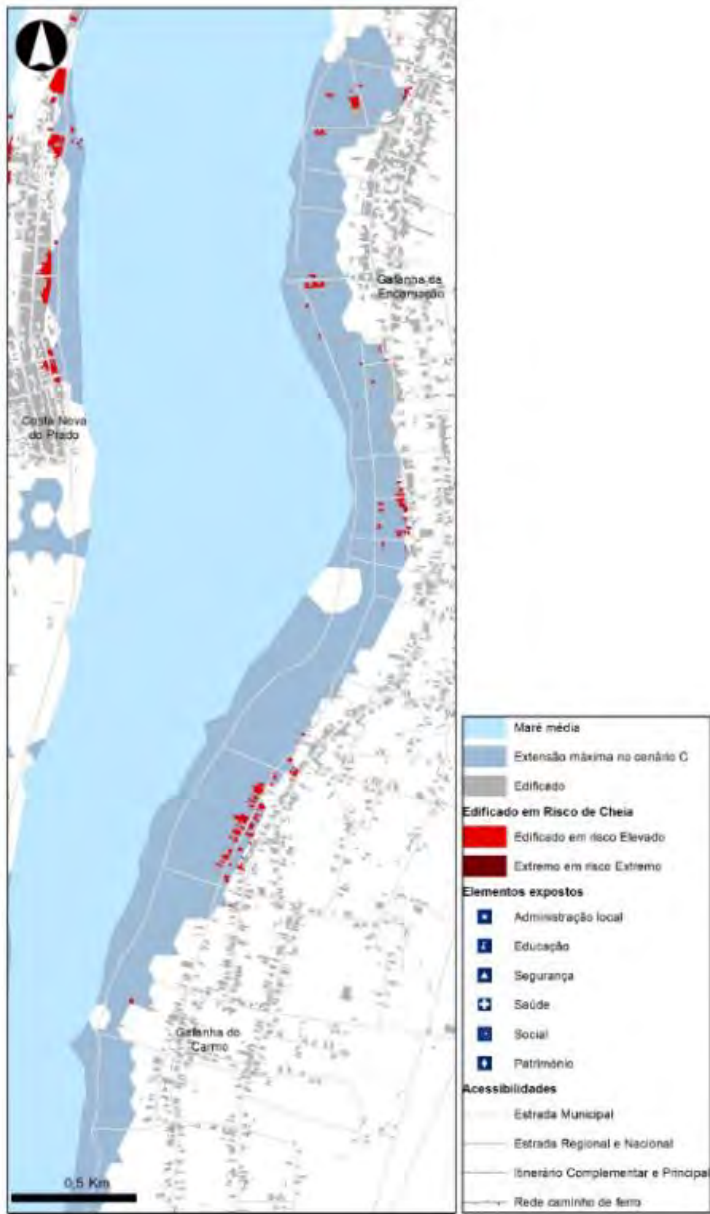 Gafanha da
Encarnação
Costa Nova
do Prado
Gafanha do
Carmo
0,5 Km
Maré média
Extensão máxima no cenário C
Edificado
Edificado em Risco de Cheia
Edificado em risco Elevado
Extremo em risco Extremo
Elementos expostos
Administração local
Educação
Segurança
Saúde
Social
Património
Acessibilidades
Estrada Municipal
Estrada Regional e Nacional
Itinerário Complementar e Principal
Rede caminho de ferro